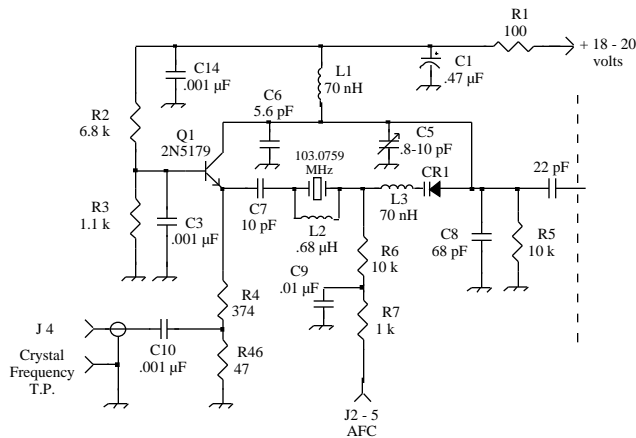 R1
100
+ 18 - 20
volts
C14
.001 µF
L1
70 nH
C1
.47 µF
R2
6.8 k
C6
5.6 pF
Q1
2N5179
C5
.8-10 pF
103.0759
MHz
CR1
22 pF
R3
1.1 k
C3
.001 µF
C7
10 pF
L3
70 nH
L2
.68 µH
C8
68 pF
R5
10 k
R6
10 k
C9
.01 µF
R4
374
R7
1 k
J 4
C10
.001 µF
R46
47
Crystal
Frequency
T.P.
J2 - 5
AFC